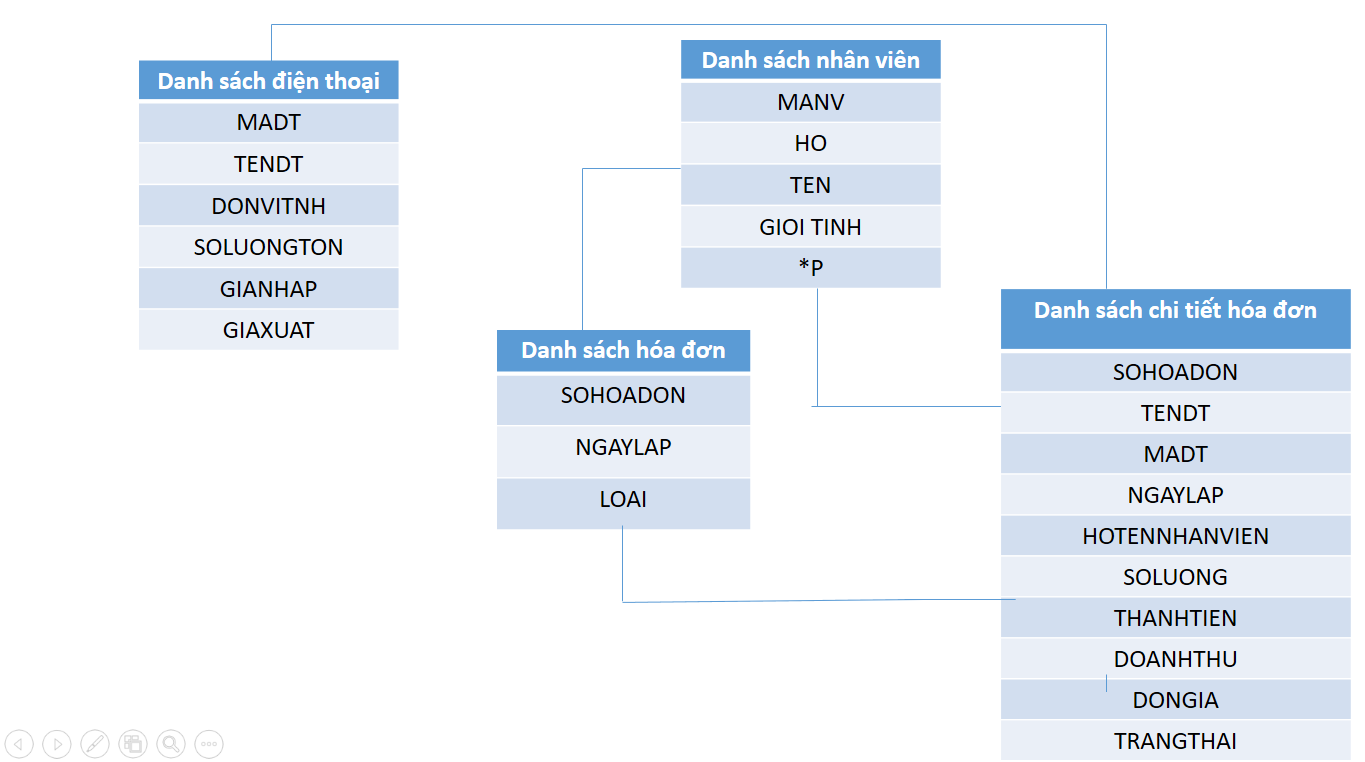 Danh sách điện thoại
MADT
TENDT
DONVITNH
SOLUONGTON
GIANHAP
GIAXUAT
Danh sách nhân viên
MANV
HO
TEN
GIOI TINH
*P
Danh sách hóa đơn
SOHOADON
NGAYLAP
LOAI
Danh sách chi tiết hóa đơn
SOHOADON
TENDT
MADT
NGAYLAP
HOTENNHANVIEN
SOLUONG
THANHTIEN
DOANHTHU
DONGIA
TRANGTHAI